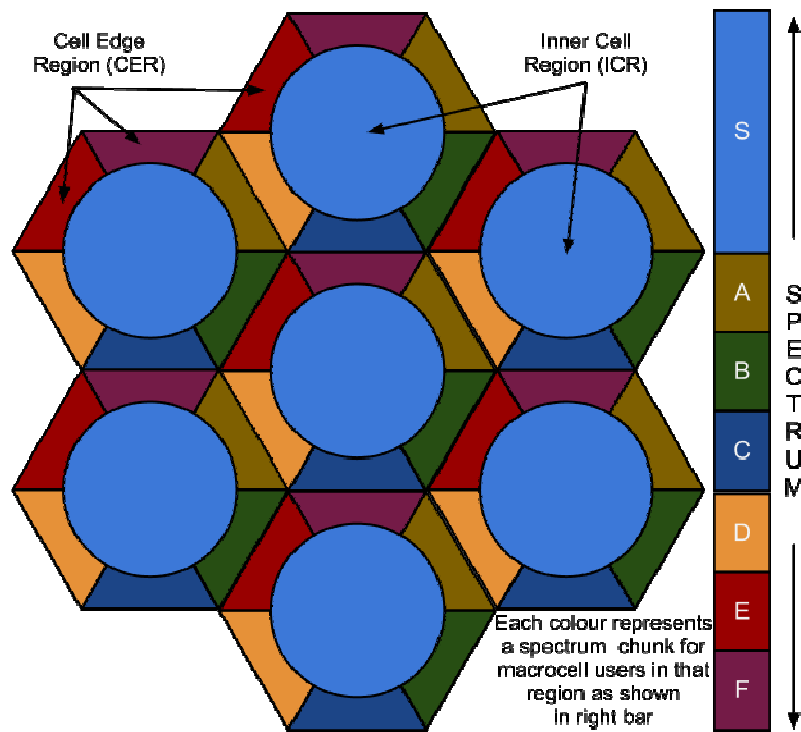 Cell Edge
Region (CER)
Inner Cell
Region (ICR)
S
A
B
C
D
E
F
SPECTRUM
Each colour represents
a spectrum chunk for
macrocell users in that
region as shown
in right bar